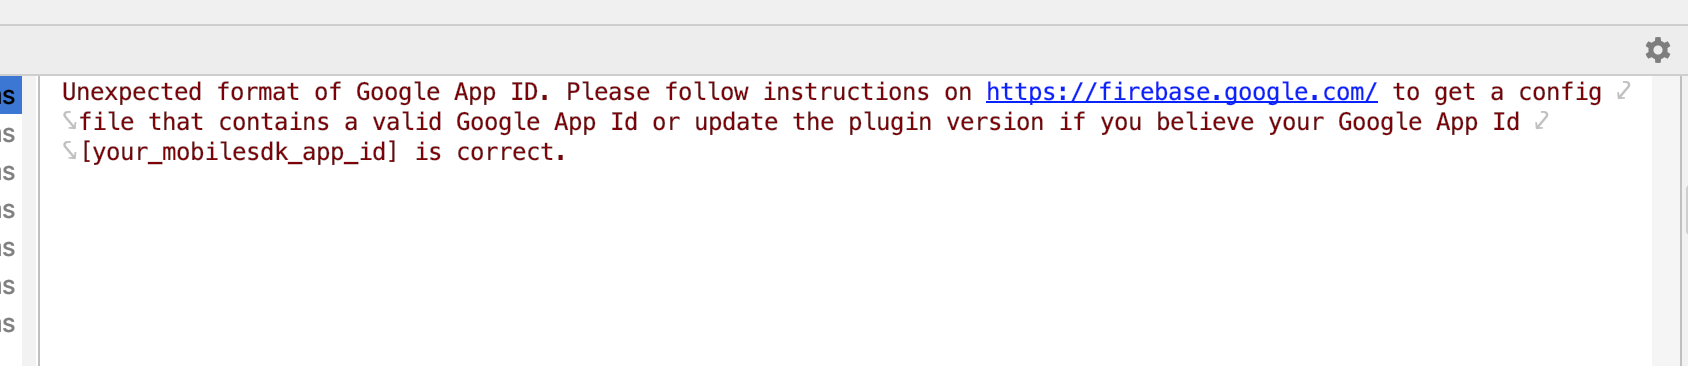 Unexpected format of Google App ID. Please follow instructions on https://firebase.google.com/ to get a config
file that contains a valid Google App Id or update the plugin version if you believe your Google App Id
[your_mobilesdk_app_id] is correct.